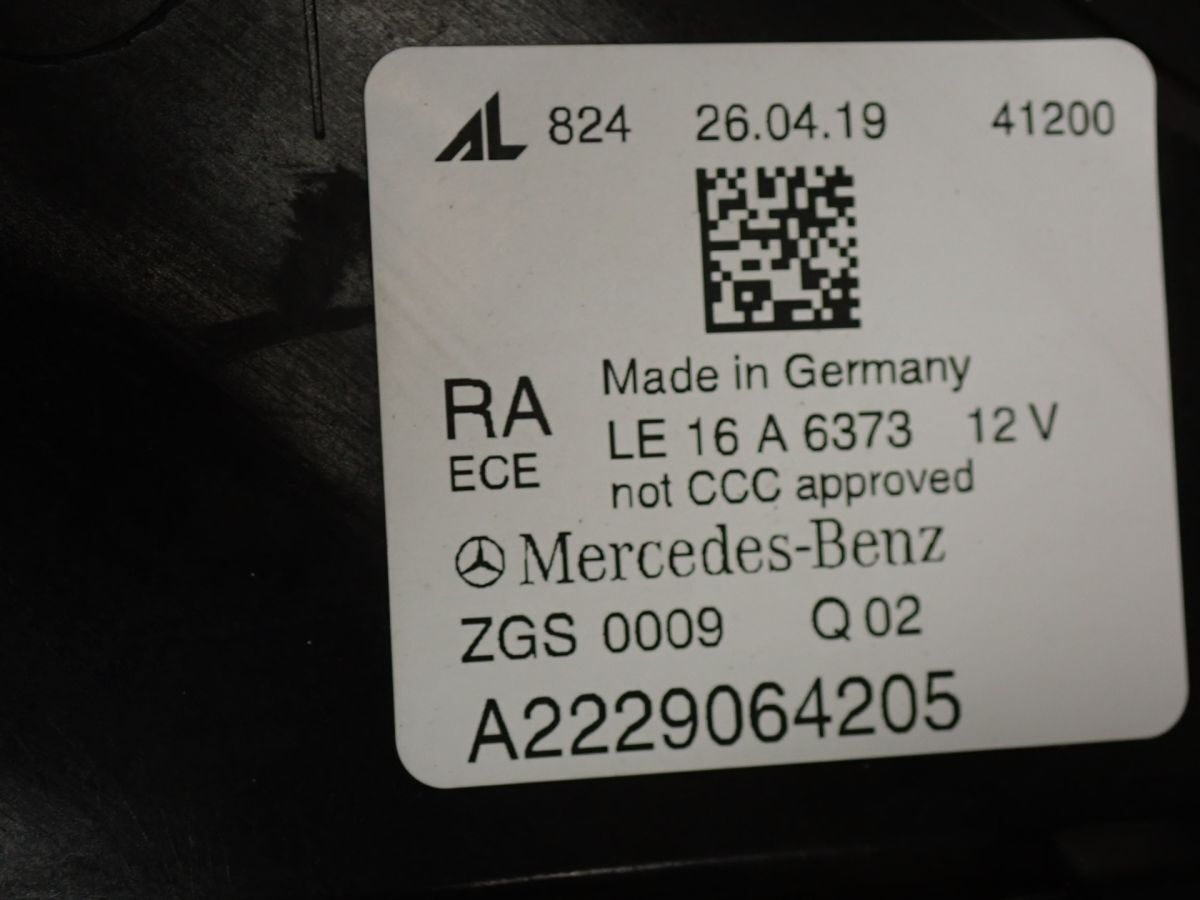 AL 824 26.04.19 41200
Made in Germany
RA LE 16 A 6373 12 V
ECE not CCC approved
Mercedes-Benz
ZGS 0009 Q 02
A2229064205